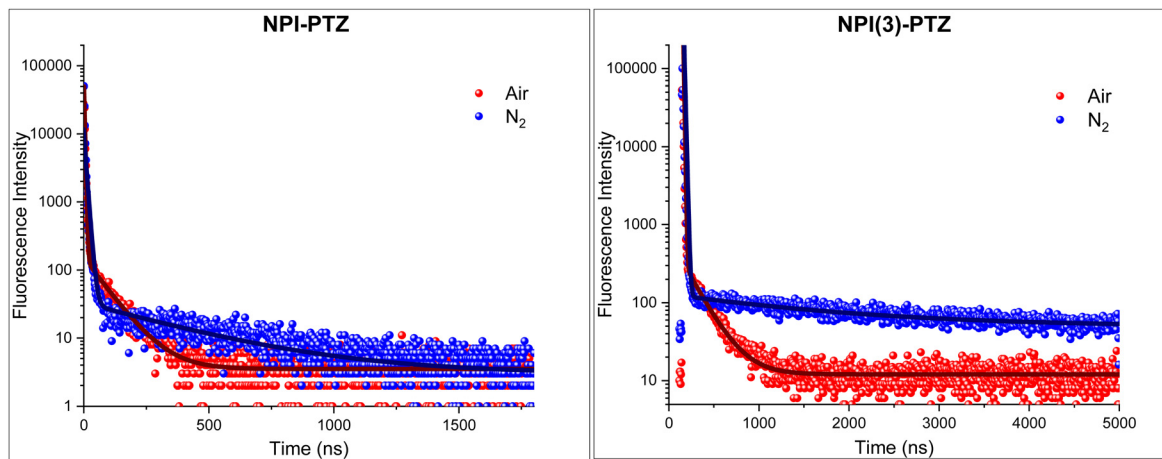 NPI-PTZ
Fluorescence Intensity
100000
10000
1000
100
10
1
Air
N₂
0 500 1000 1500
Time (ns)
NPI(3)-PTZ
Fluorescence Intensity
100000
10000
1000
100
10
Air
N₂
0 1000 2000 3000 4000 5000
Time (ns)